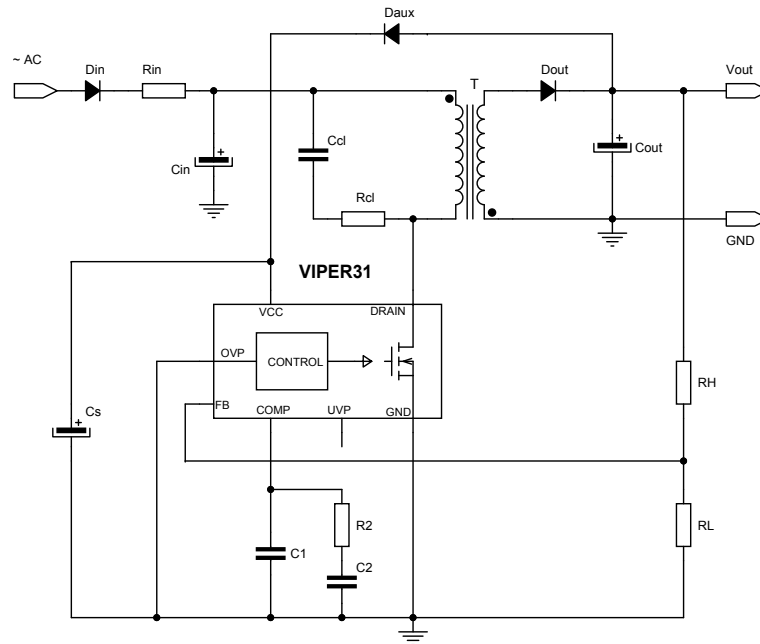 Daux
~ AC
Din
Rin
T
Dout
Vout
+
Ccl
+
Cin
Cout
Rcl
GND
VIPER31
VCC
DRAIN
OVP
CONTROL
RH
FB
COMP
UVP
GND
Cs
+
R2
RL
C1
C2